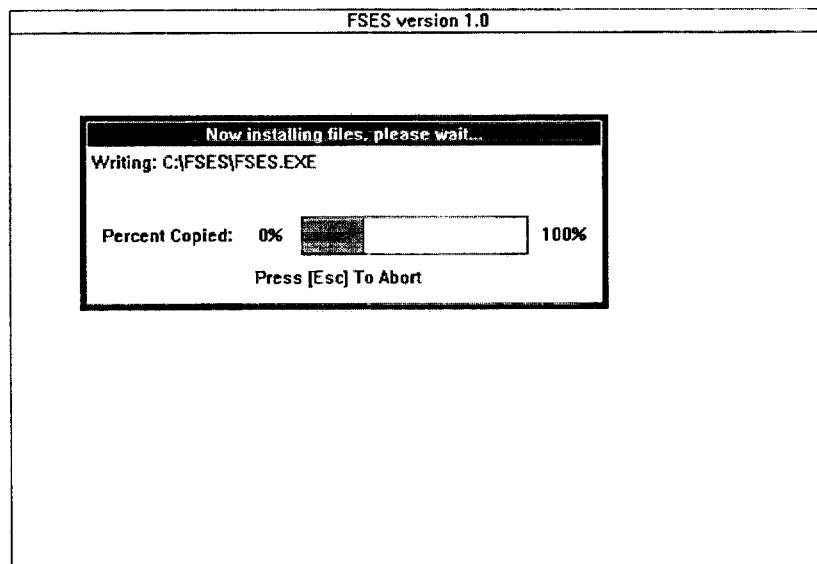 FSES version 1.0
Now installing files, please wait...
Writing: C:\FSES\FSES.EXE
Percent Copied: 0% 100%
Press [Esc] To Abort